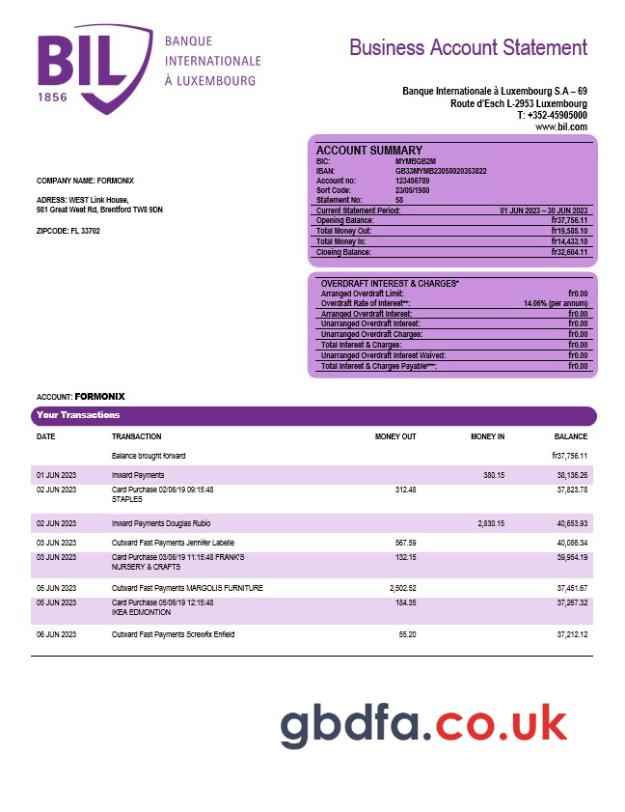 BIL
1856
BANQUE
INTERNATIONALE
À LUXEMBOURG
Business Account Statement
Banque Internationale à Luxembourg S.A – 69
Route d'Esch L-2953 Luxembourg
T: +352-45905000
www.bil.com
COMPANY NAME: FORMONIX
ADRESS: WEST Link House,
981 Great West Rd, Brentford TW8 9DN
ZIPCODE: FL 33702
ACCOUNT SUMMARY
BIC: MYMBGB2M
IBAN: GB33MYMB23058020353822
Account no: 123456789
Sort Code: 23/05/1980
Statement No: 58
Current Statement Period: 01 JUN 2023 – 30 JUN 2023
Opening Balance: fr37,756.11
Total Money Out: fr19,585.10
Total Money In: fr14,433.10
Closing Balance: fr32,604.11
OVERDRAFT INTEREST & CHARGES*
Arranged Overdraft Limit: fr0.00
Overdraft Rate of Interest**: 14.06% (per annum)
Arranged Overdraft Interest: fr0.00
Unarranged Overdraft Interest: fr0.00
Unarranged Overdraft Charges: fr0.00
Total Interest & Charges: fr0.00
Unarranged Overdraft Interest Waived: fr0.00
Total Interest & Charges Payable***: fr0.00
ACCOUNT: FORMONIX
Your Transactions
DATE TRANSACTION MONEY OUT MONEY IN BALANCE
Balance brought forward fr37,756.11
01 JUN 2023 Inward Payments 380.15 38,136.26
02 JUN 2023 Card Purchase 02/06/19 09:15:48 312.48 37,823.78
STAPLES
02 JUN 2023 Inward Payments Douglas Rubio 2,830.15 40,653.93
03 JUN 2023 Outward Fast Payments Jennifer Labelle 567.59 40,086.34
03 JUN 2023 Card Purchase 03/06/19 11:15:48 FRANK'S 132.15 39,954.19
NURSERY & CRAFTS
05 JUN 2023 Outward Fast Payments MARGOLIS FURNITURE 2,502.52 37,451.67
05 JUN 2023 Card Purchase 05/06/19 12:15:48 184.35 37,267.32
IKEA EDMONTION
06 JUN 2023 Outward Fast Payments Screwfix Enfield 55.20 37,212.12
gbdfa.co.uk